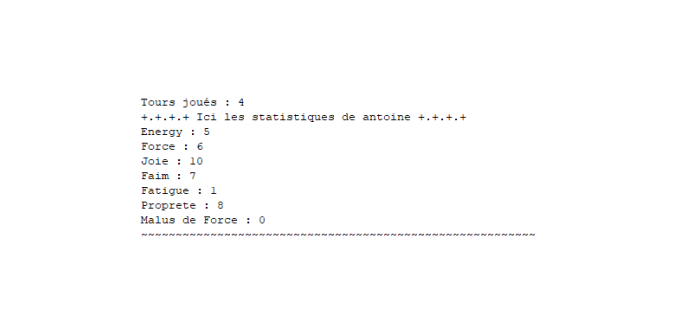 Tours joués : 4
+.+.+.+ Ici les statistiques de antoine +.+.+.+
Energy : 5
Force : 6
Joie : 10
Faim : 7
Fatigue : 1
Proprete : 8
Malus de Force : 0
~~~~~~~~~~~~~~~~~~~~~~~~~~~~~~~~~~~~~~~~~~~~~~~~~~~~~~~~~